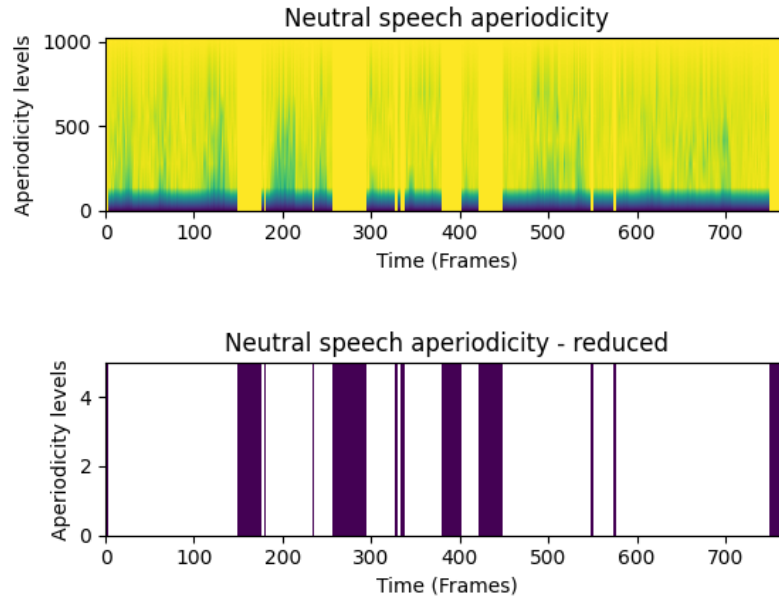 Neutral speech aperiodicity
1000
500
0
Aperiodicity levels
0 100 200 300 400 500 600 700
Time (Frames)
Neutral speech aperiodicity - reduced
4
2
0
Aperiodicity levels
0 100 200 300 400 500 600 700
Time (Frames)